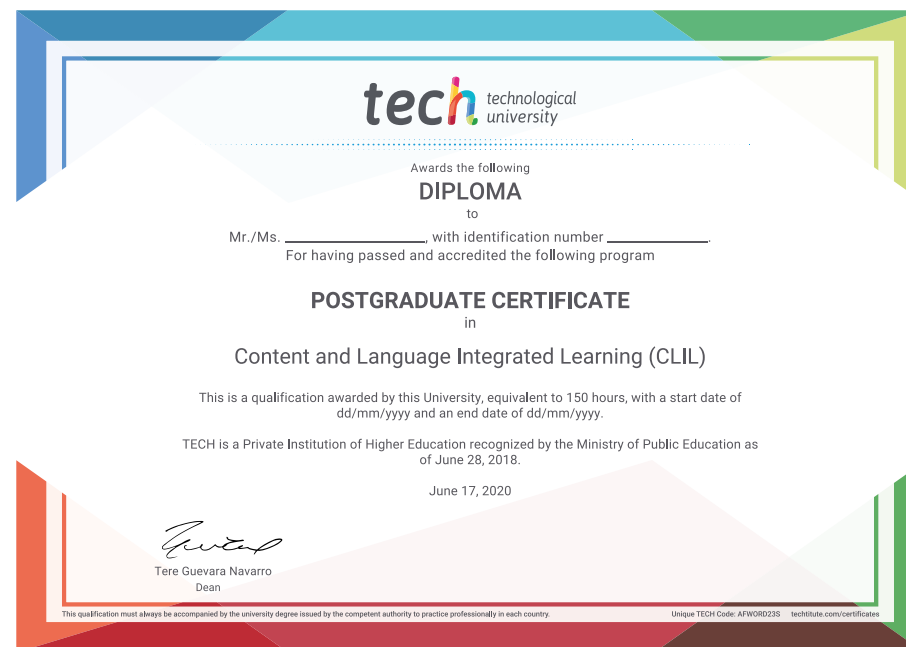 tech technological
university
Awards the following
DIPLOMA
to
Mr./Ms. ____________________, with identification number ______________.
For having passed and accredited the following program
POSTGRADUATE CERTIFICATE
in
Content and Language Integrated Learning (CLIL)
This is a qualification awarded by this University, equivalent to 150 hours, with a start date of
dd/mm/yyyy and an end date of dd/mm/yyyy.
TECH is a Private Institution of Higher Education recognized by the Ministry of Public Education as
of June 28, 2018.
June 17, 2020
Tere Guevara Navarro
Dean
This qualification must always be accompanied by the university degree issued by the competent authority to practice professionally in each country. Unique TECH Code: AFWORD23S techtitute.com/certificates